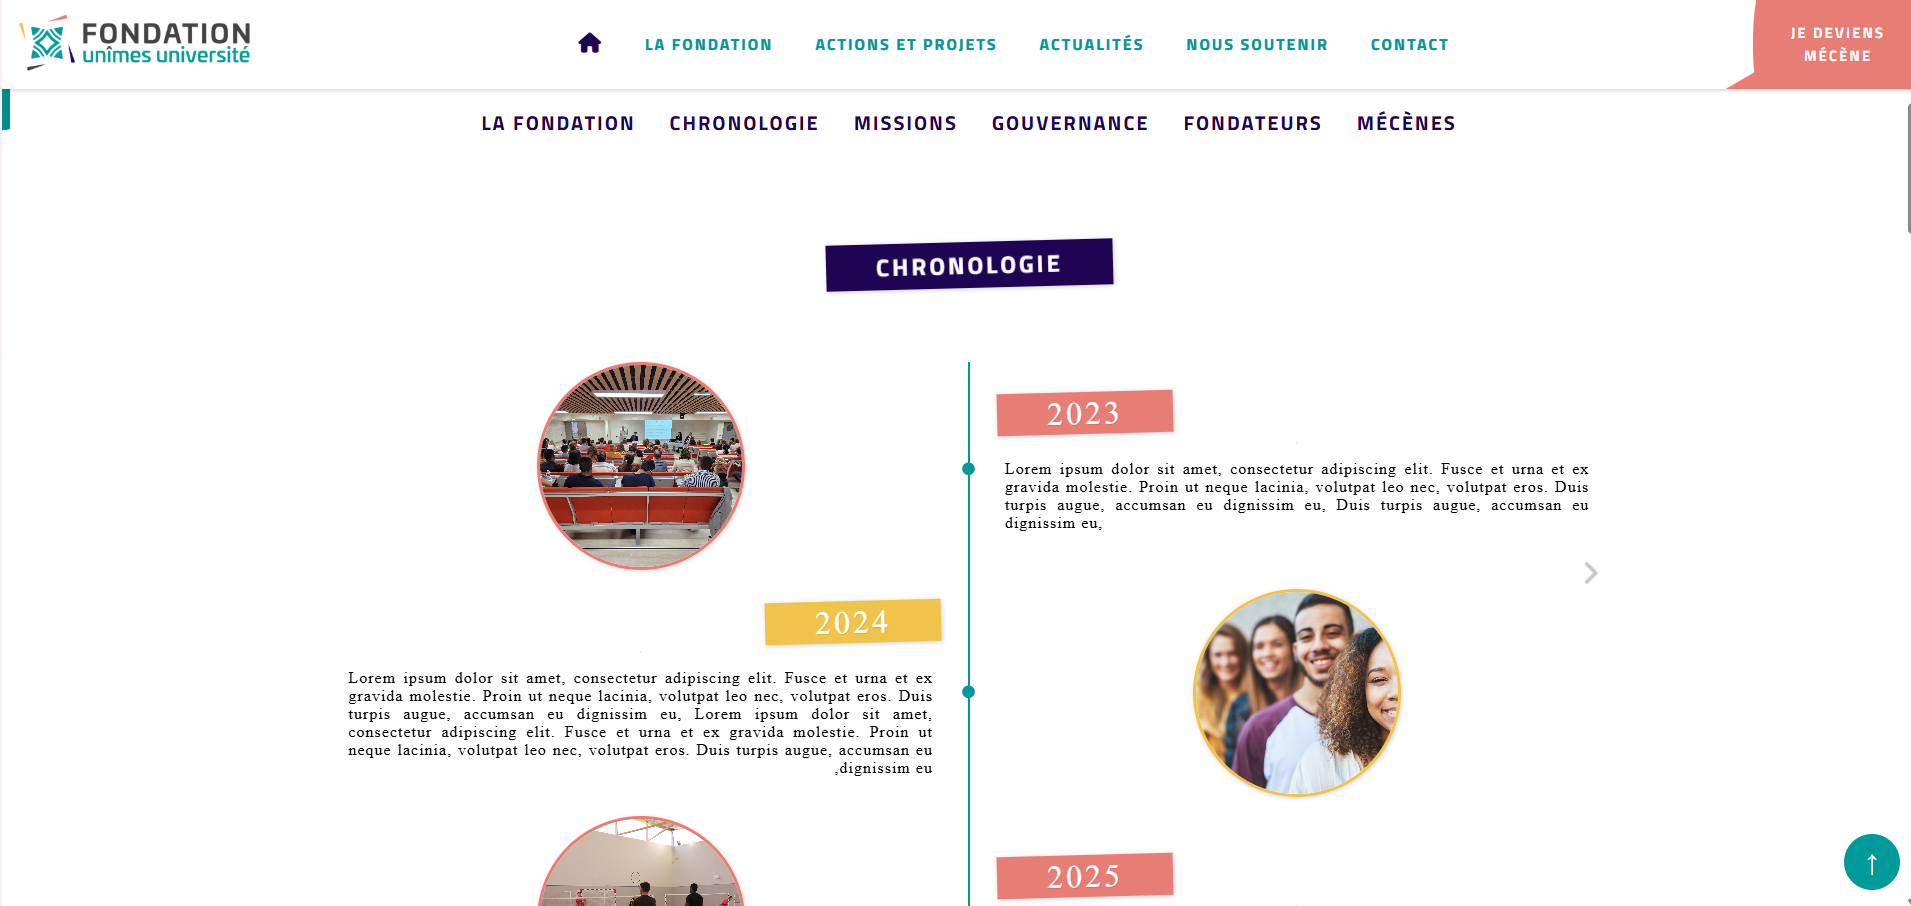 FONDATION
unîmes université
LA FONDATION
ACTIONS ET PROJETS
ACTUALITÉS
NOUS SOUTENIR
CONTACT
JE DEVIENS
MÉCÈNE
LA FONDATION
CHRONOLOGIE
MISSIONS
GOUVERNANCE
FONDATEURS
MÉCÈNES
CHRONOLOGIE
2023
Lorem ipsum dolor sit amet, consectetur adipiscing elit. Fusce et urna et ex
gravida molestie. Proin ut neque lacinia, volutpat leo nec, volutpat eros. Duis
turpis augue, accumsan eu dignissim eu, Duis turpis augue, accumsan eu
dignissim eu,
2024
Lorem ipsum dolor sit amet, consectetur adipiscing elit. Fusce et urna et ex
gravida molestie. Proin ut neque lacinia, volutpat leo nec, volutpat eros. Duis
turpis augue, accumsan eu dignissim eu, Lorem ipsum dolor sit amet,
consectetur adipiscing elit. Fusce et urna et ex gravida molestie. Proin ut
neque lacinia, volutpat leo nec, volutpat eros. Duis turpis augue, accumsan eu
,dignissim eu
2025